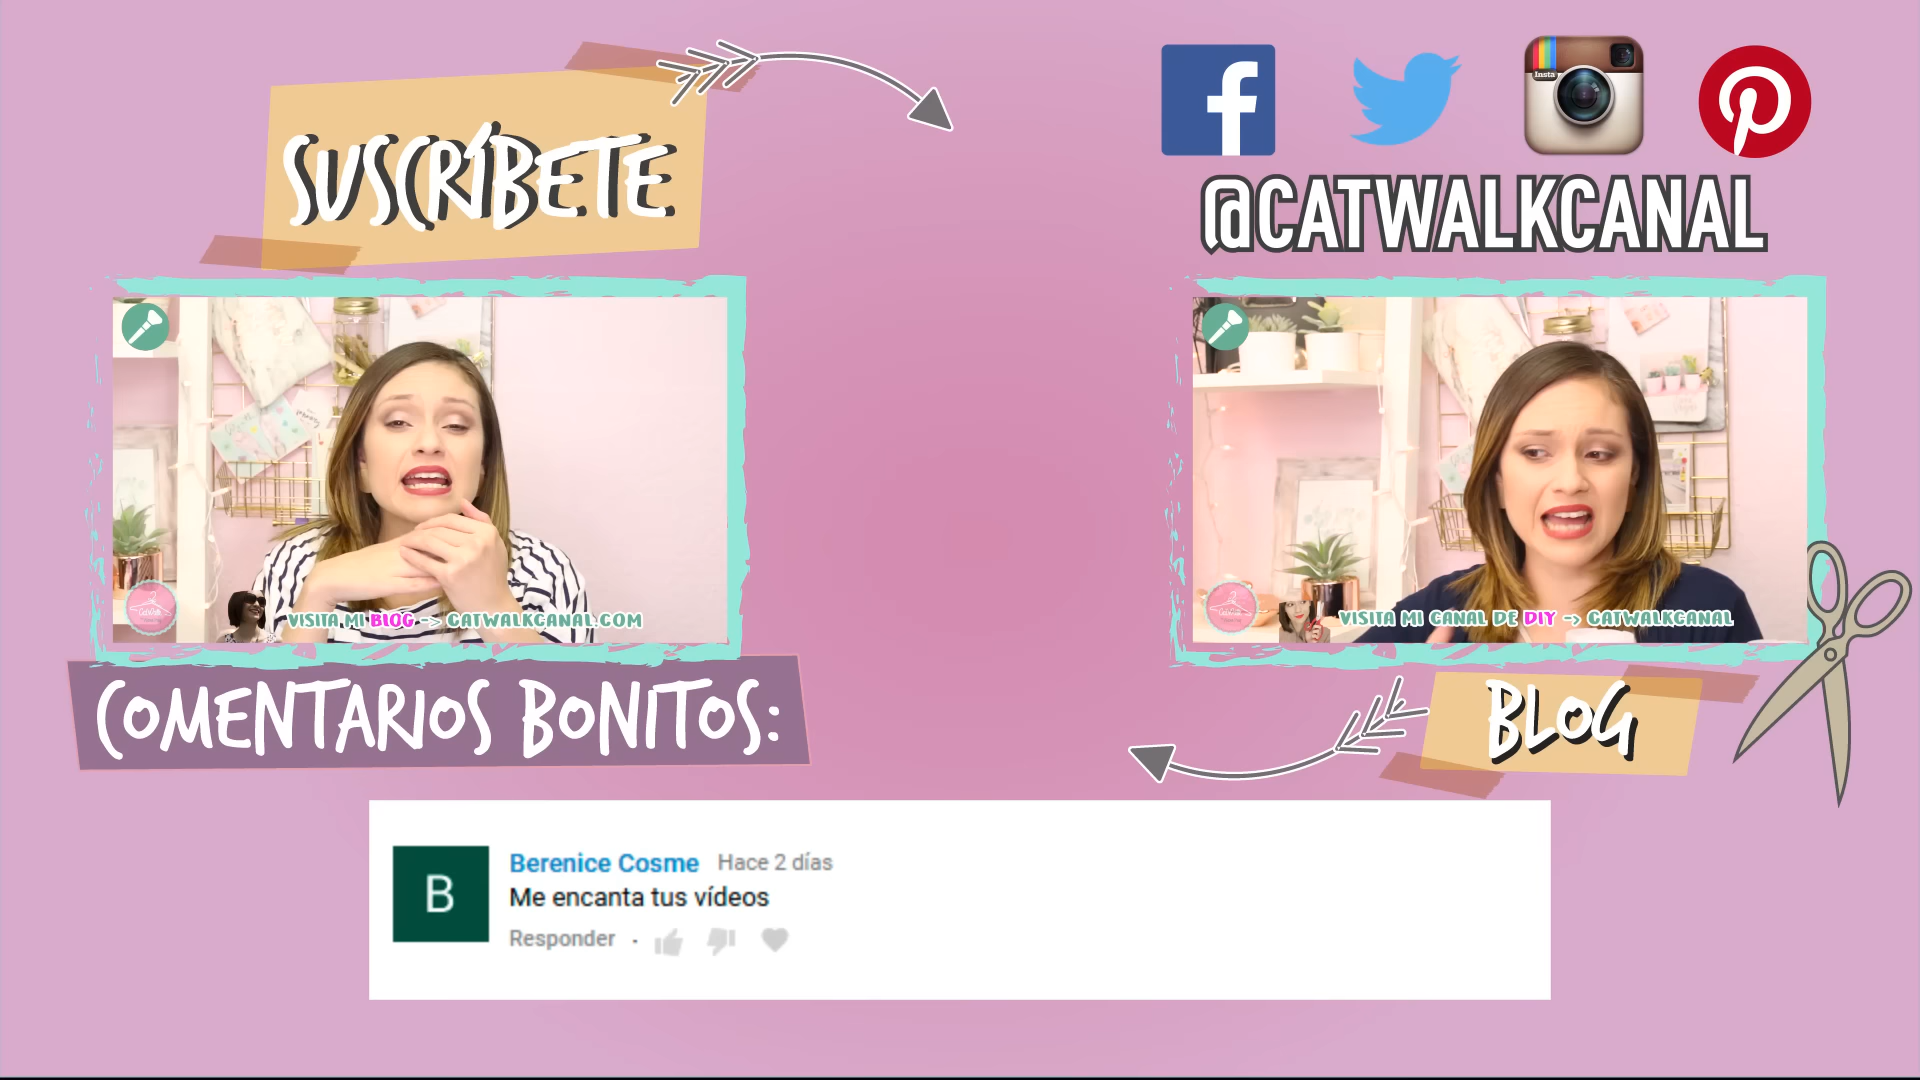 SUSCRÍBETE
@CATWALKCANAL
Insta
VISITA MI BLOG -> CATWALKCANAL.COM
VISITA MI CANAL DE DIY -> CATWALKCANAL
COMENTARIOS BONITOS:
BLOG
B
Berenice Cosme Hace 2 días
Me encanta tus vídeos
Responder